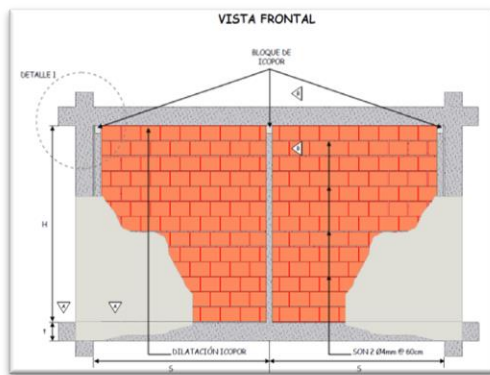 VISTA FRONTAL
BLOQUE DE
ICOPOR
DETALLE 1
H
DILATACIÓN ICOPOR
SON 2 Ø4mm @ 60cm
S
S